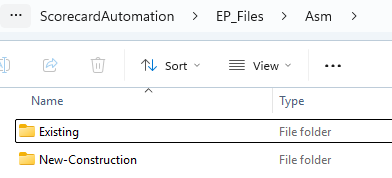 ... ScorecardAutomation > EP_Files > Asm >
Sort View ...
Name Type
Existing File folder
New-Construction File folder